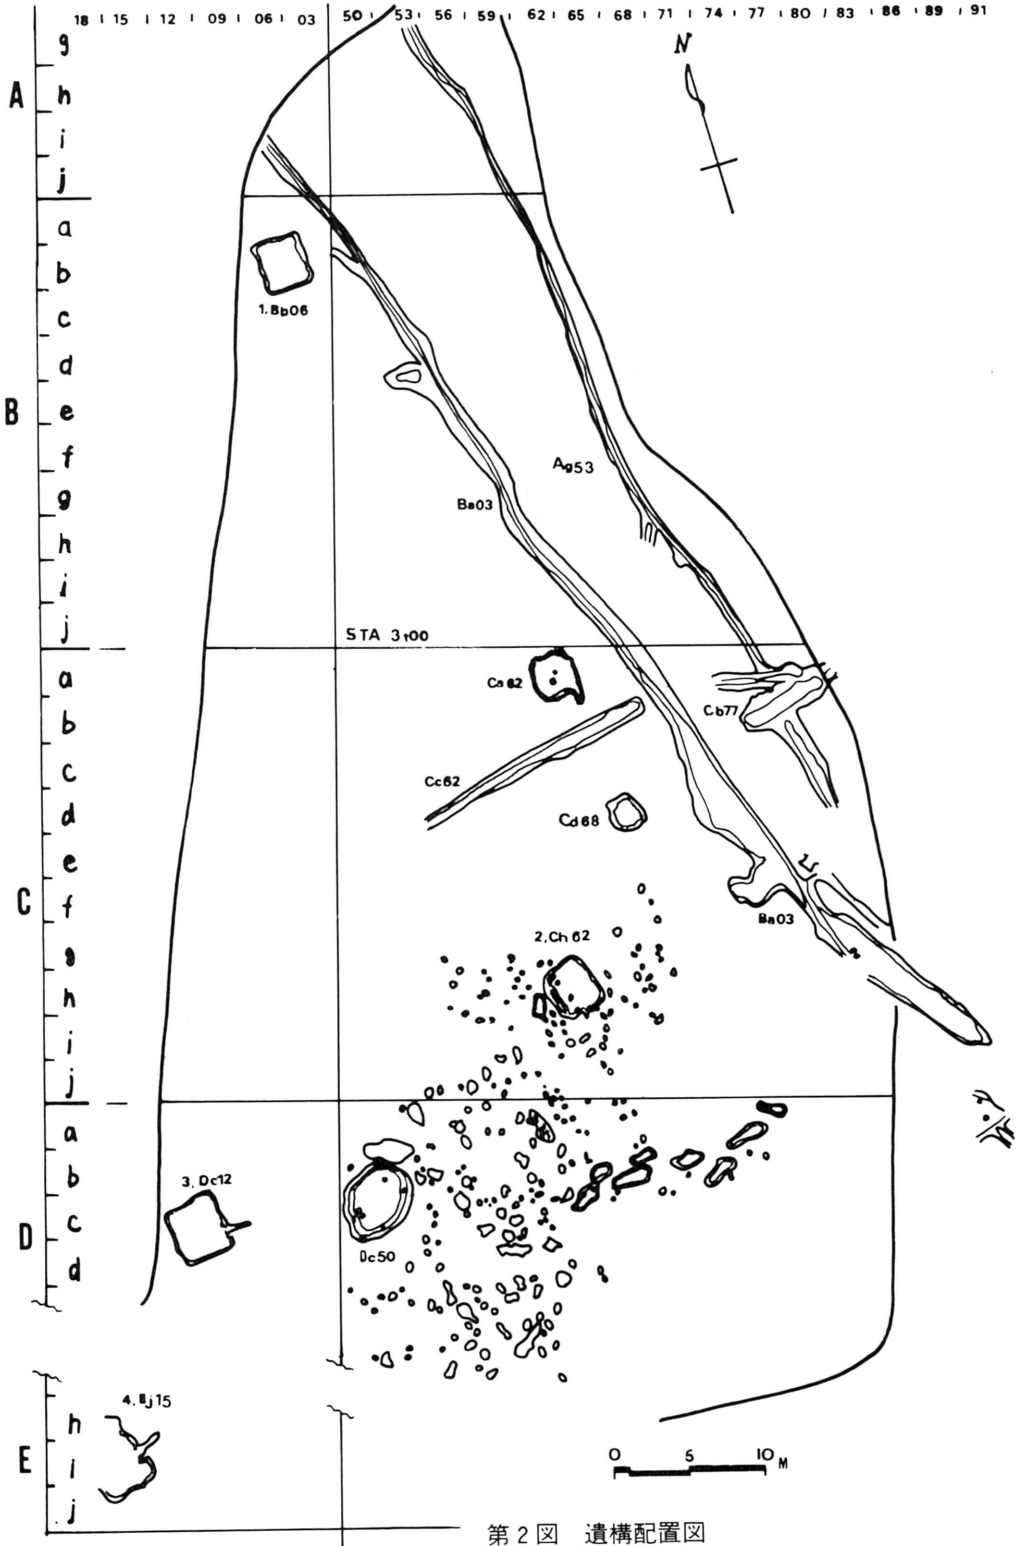 18 15 12 09 06 03 50 53 56 59 62 65 68 71 74 77 80 83 86 89 91
N
A
g
h
i
j
B
a
b
c
d
e
f
g
h
i
j
1, Bb06
Ag53
Ba03
STA 3+00
C
a
b
c
d
e
f
g
h
i
j
Ca62
Cb77
Cc62
Cd68
Ba03
2, Ch62
D
a
b
c
d
3, Dc12
Dc50
E
h
i
j
4, Ej15
0 5 10 M
第2図 遺構配置図